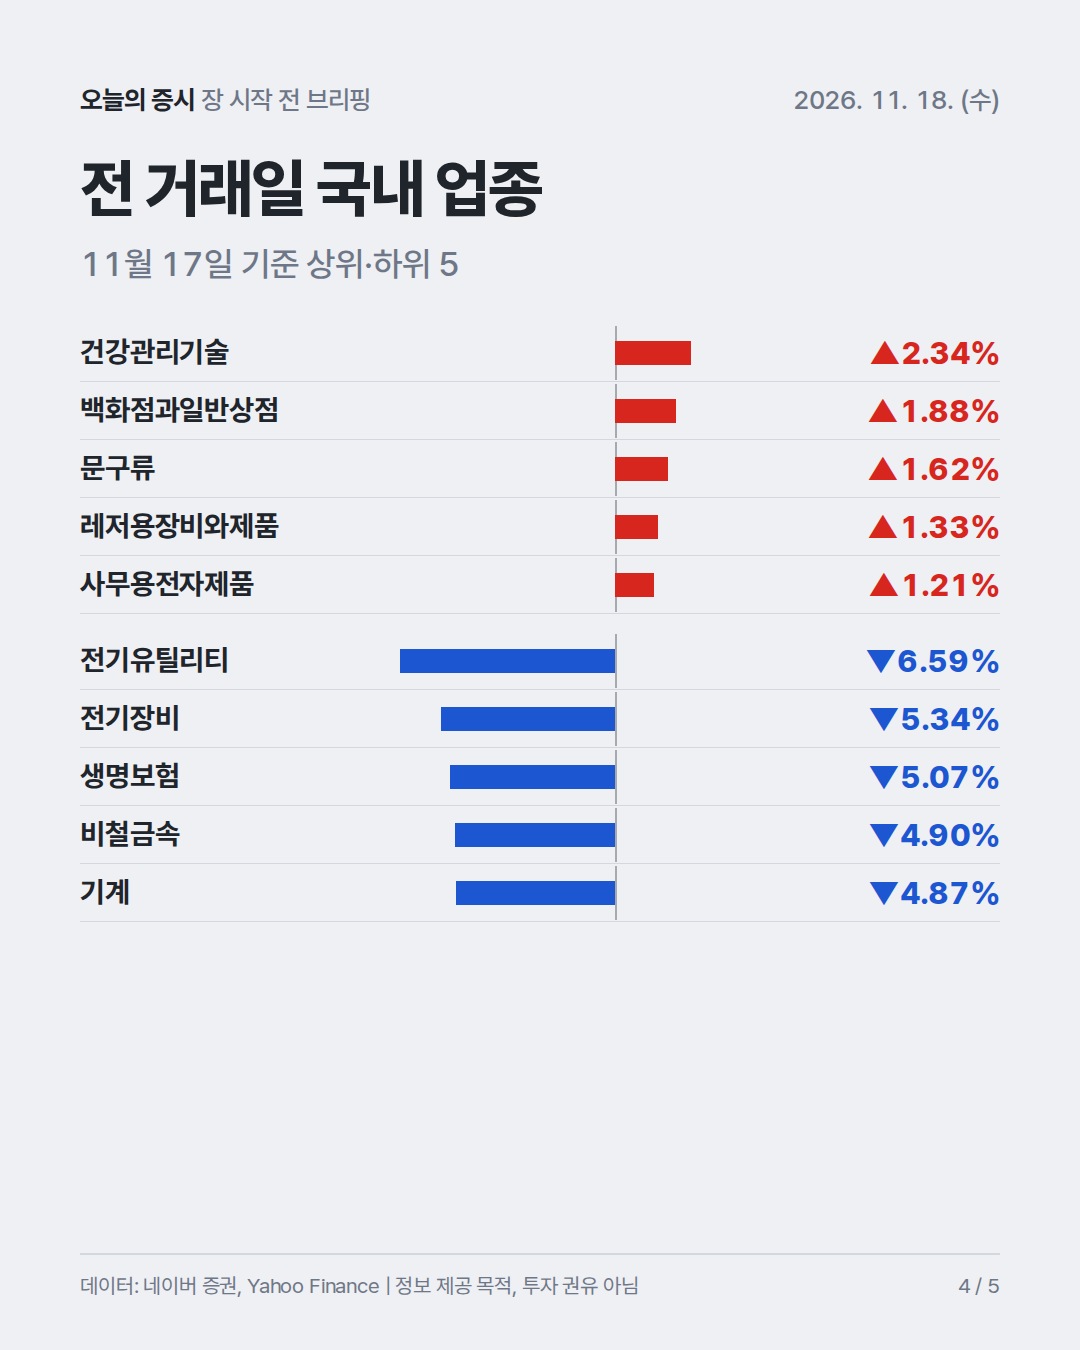 오늘의 증시 장 시작 전 브리핑
2026. 11. 18. (수)
전 거래일 국내 업종
11월 17일 기준 상위·하위 5
건강관리기술 ▲2.34%
백화점과일반상점 ▲1.88%
문구류 ▲1.62%
레저용장비와제품 ▲1.33%
사무용전자제품 ▲1.21%
전기유틸리티 ▼6.59%
전기장비 ▼5.34%
생명보험 ▼5.07%
비철금속 ▼4.90%
기계 ▼4.87%
데이터: 네이버 증권, Yahoo Finance | 정보 제공 목적, 투자 권유 아님
4 / 5